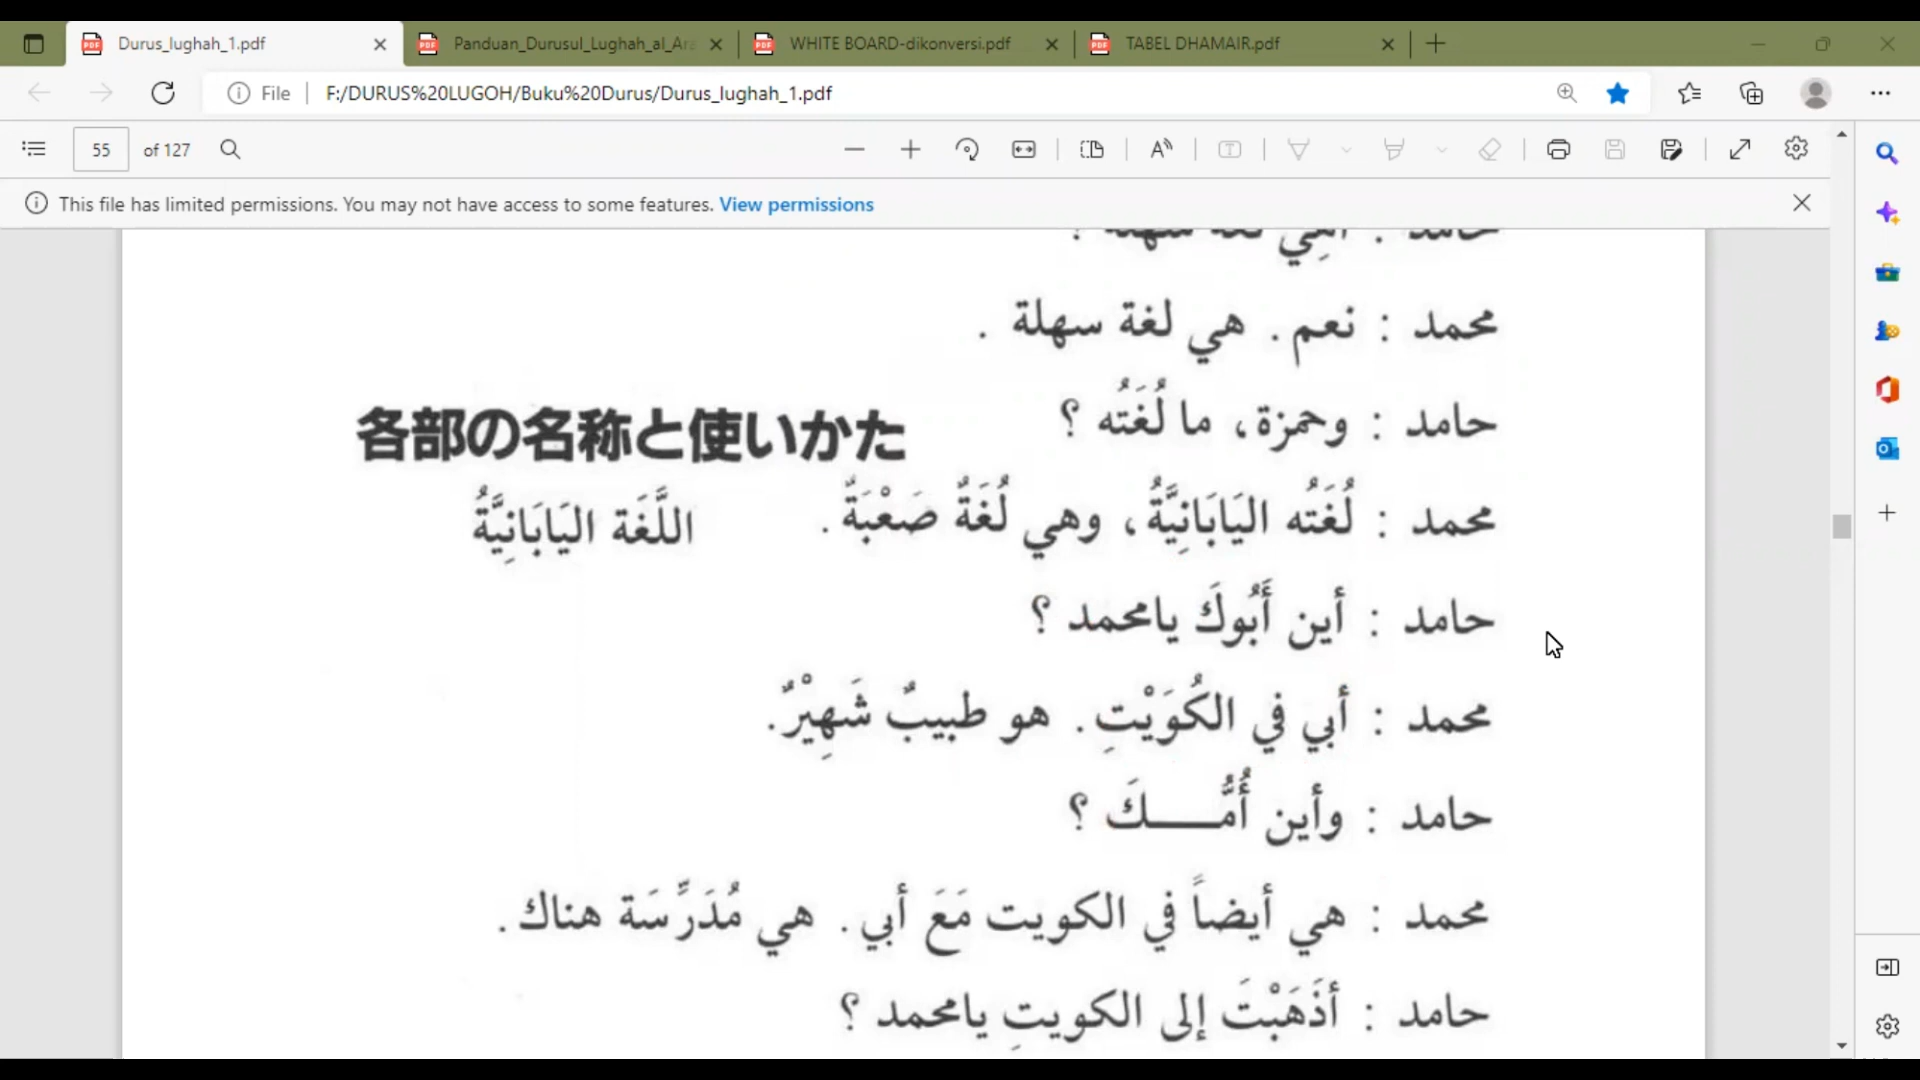 Durus_lughah_1.pdf
Panduan_Durusul_Lughah_al_Ara
WHITE BOARD-dikonversi.pdf
TABEL DHAMAIR.pdf
File
F:/DURUS%20LUGOH/Buku%20Durus/Durus_lughah_1.pdf
55 of 127
This file has limited permissions. You may not have access to some features. View permissions
محمد : نعم . هي لغة سهلة .
حامد : وحمزة، ما لُغَتُه ؟
各部の名称と使いかた
محمد : لُغَتُه اليَابَانِيَّةُ، وهي لُغَةٌ صَعْبَةٌ .
اللَّغَة اليَابَانِيَّةُ
حامد : أين أَبُوكَ يامحمد ؟
محمد : أبي في الكُوَيْتِ . هو طبيبٌ شَهِيْرٌ .
حامد : وأين أُمُّـــكَ ؟
محمد : هي أيضاً في الكويت مَعَ أبي . هي مُدَرِّسَة هناك .
حامد : أذَهَبْتَ إلى الكويتِ يامحمد ؟